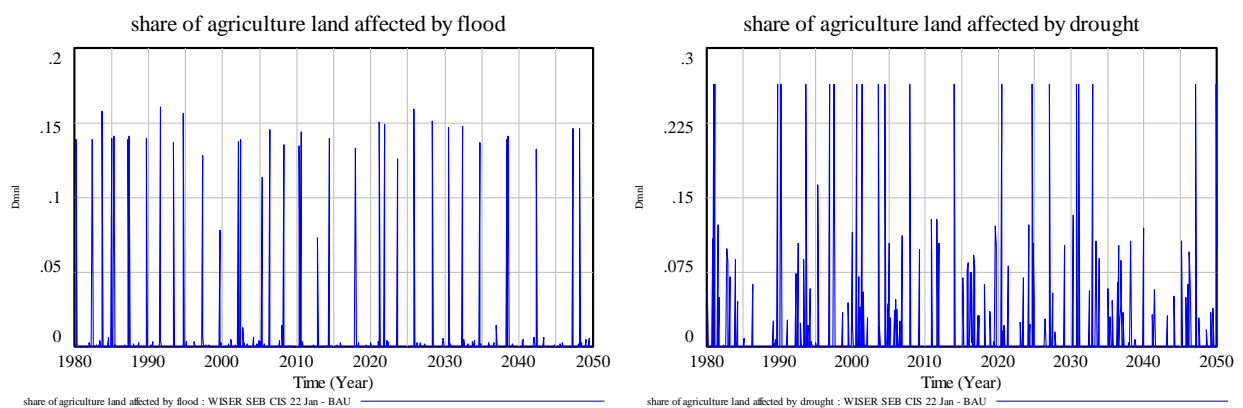 share of agriculture land affected by flood
.2
.15
.1
.05
0
Dmnl
1980 1990 2000 2010 2020 2030 2040 2050
Time (Year)
share of agriculture land affected by flood : WISER SEB CIS 22 Jan - BAU
share of agriculture land affected by drought
.3
.225
.15
.075
0
Dmnl
1980 1990 2000 2010 2020 2030 2040 2050
Time (Year)
share of agriculture land affected by drought : WISER SEB CIS 22 Jan - BAU